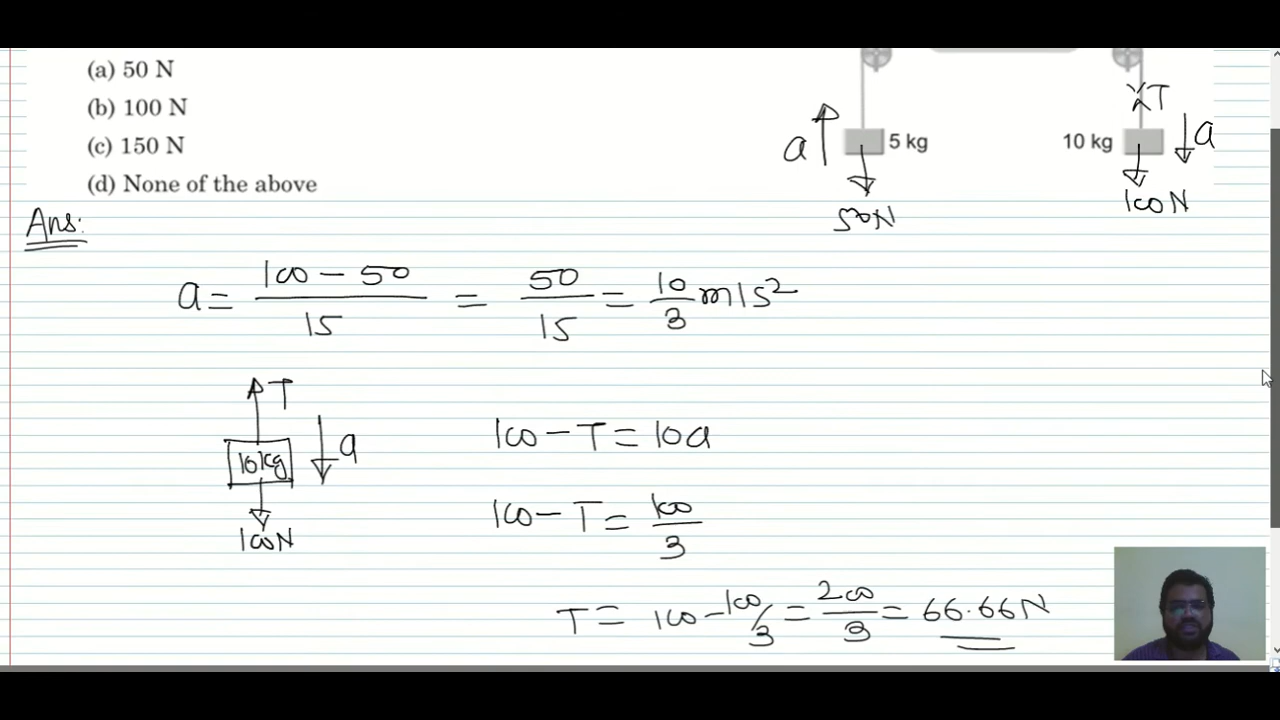 (a) 50 N
(b) 100 N
(c) 150 N
(d) None of the above
T
a
5 kg
10 kg
a
50N
100N
Ans:
a = 100 - 50 / 15 = 50 / 15 = 10 / 3 m/s²
T
10kg
a
100N
100 - T = 10a
100 - T = 100 / 3
T = 100 - 100/3 = 200 / 3 = 66.66N